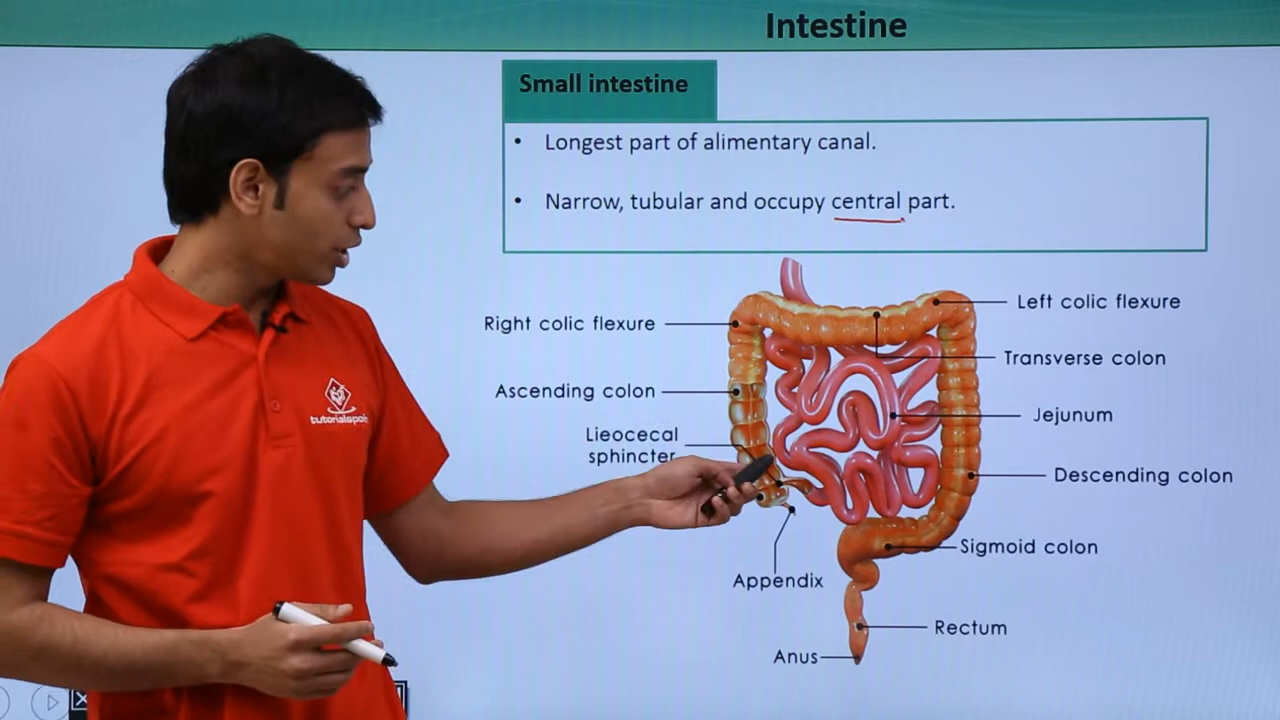 Intestine
Small intestine
• Longest part of alimentary canal.
• Narrow, tubular and occupy central part.
Left colic flexure
Right colic flexure
Transverse colon
Ascending colon
Jejunum
Lieocecal
sphincter
Descending colon
Sigmoid colon
Appendix
Rectum
Anus
tutorialspoi